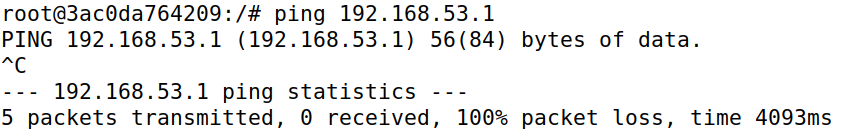 root@3ac0da764209:/# ping 192.168.53.1
PING 192.168.53.1 (192.168.53.1) 56(84) bytes of data.
^C
--- 192.168.53.1 ping statistics ---
5 packets transmitted, 0 received, 100% packet loss, time 4093ms